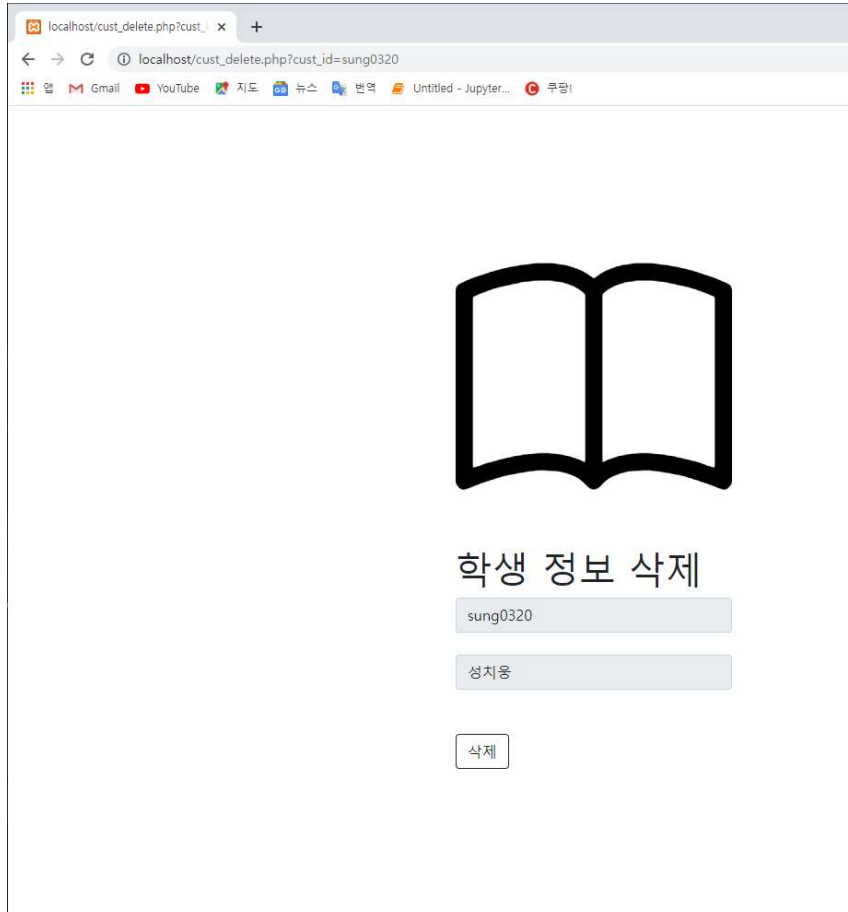 localhost/cust_delete.php?cust_i
localhost/cust_delete.php?cust_id=sung0320
앱 Gmail YouTube 지도 뉴스 번역 Untitled - Jupyter... 쿠팡!
학생 정보 삭제
sung0320
성치웅
삭제